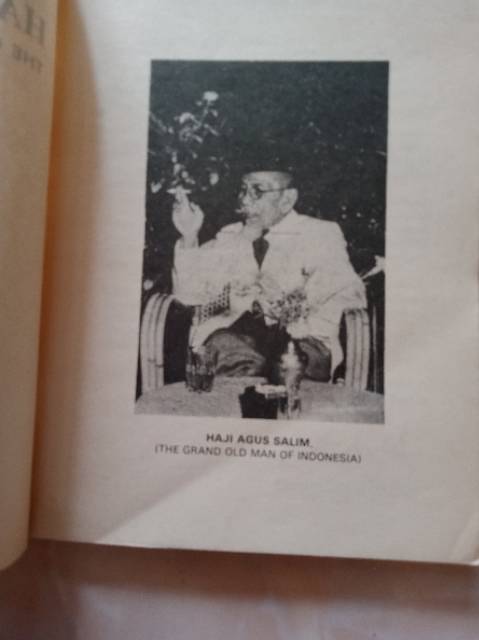 HAJI AGUS SALIM.
(THE GRAND OLD MAN OF INDONESIA)